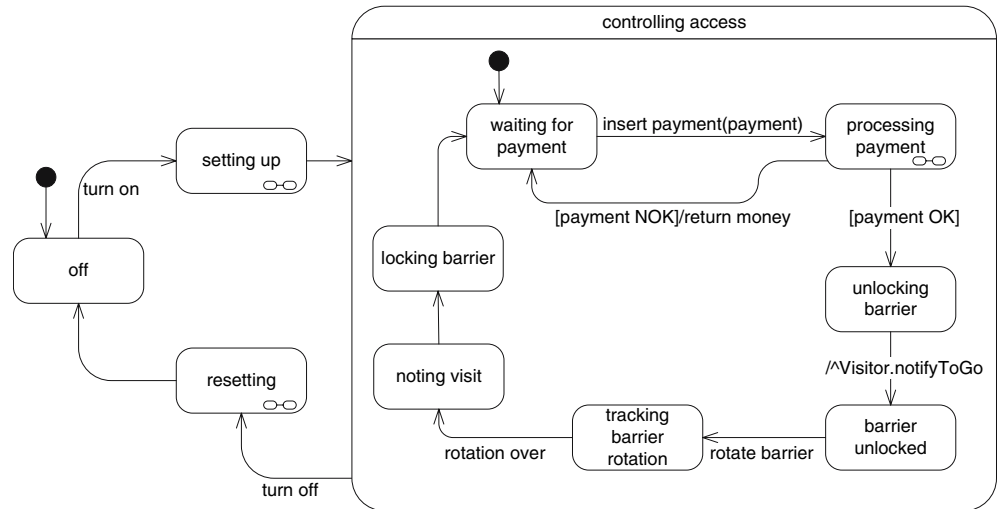 controlling access
waiting for
payment
insert payment(payment)
processing
payment
setting up
turn on
[payment NOK]/return money
[payment OK]
off
locking barrier
unlocking
barrier
resetting
noting visit
/^Visitor.notifyToGo
tracking
barrier
rotation
barrier
unlocked
rotation over
rotate barrier
turn off